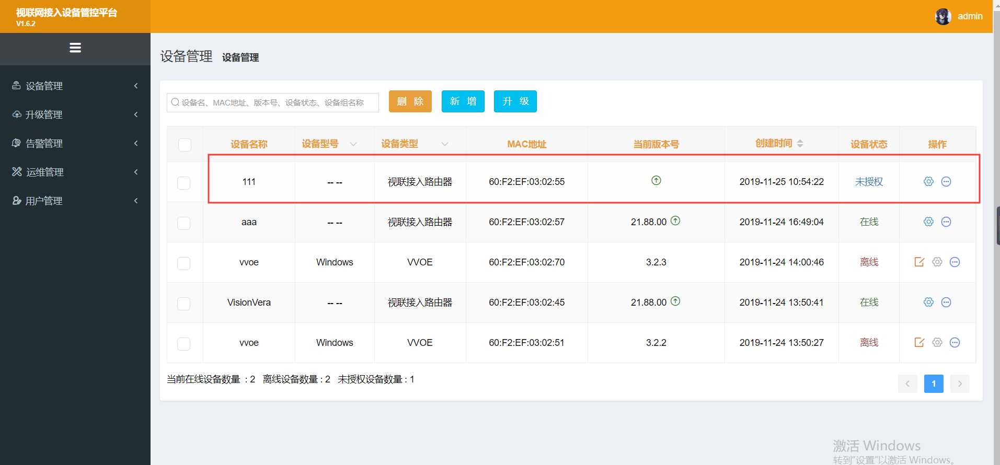 视联网接入设备管控平台
V1.6.2
admin
设备管理
升级管理
告警管理
运维管理
用户管理
设备管理 设备管理
设备名、MAC地址、版本号、设备状态、设备组名称 删 除 新 增 升 级
设备名称 设备型号 设备类型 MAC地址 当前版本号 创建时间 设备状态 操作
111 -- -- 视联接入路由器 60:F2:EF:03:02:55 2019-11-25 10:54:22 未授权
aaa -- -- 视联接入路由器 60:F2:EF:03:02:57 21.88.00 2019-11-24 16:49:04 在线
vvoe Windows VVOE 60:F2:EF:03:02:70 3.2.3 2019-11-24 14:00:46 离线
VisionVera -- -- 视联接入路由器 60:F2:EF:03:02:45 21.88.00 2019-11-24 13:50:41 在线
vvoe Windows VVOE 60:F2:EF:03:02:51 3.2.2 2019-11-24 13:50:27 离线
当前在线设备数量 : 2 离线设备数量 : 2 未授权设备数量 : 1
1
激活 Windows
转到“设置”以激活 Windows。